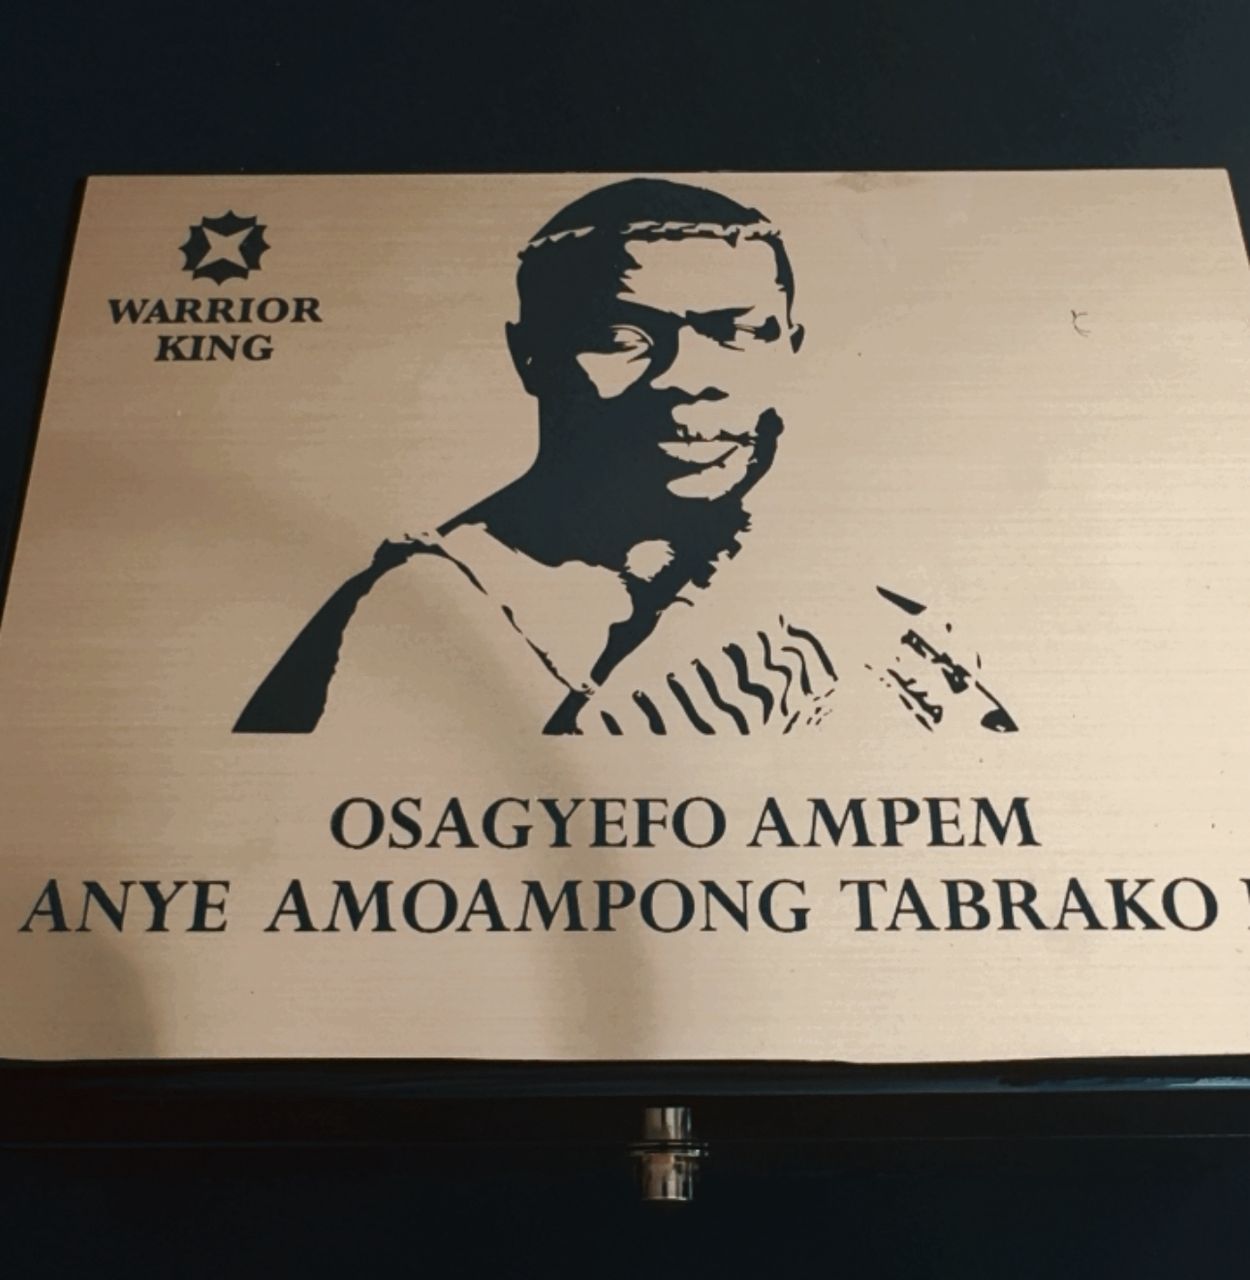 WARRIOR
KING
OSAGYEFO AMPEM
ANYE AMOAMPONG TABRAKO